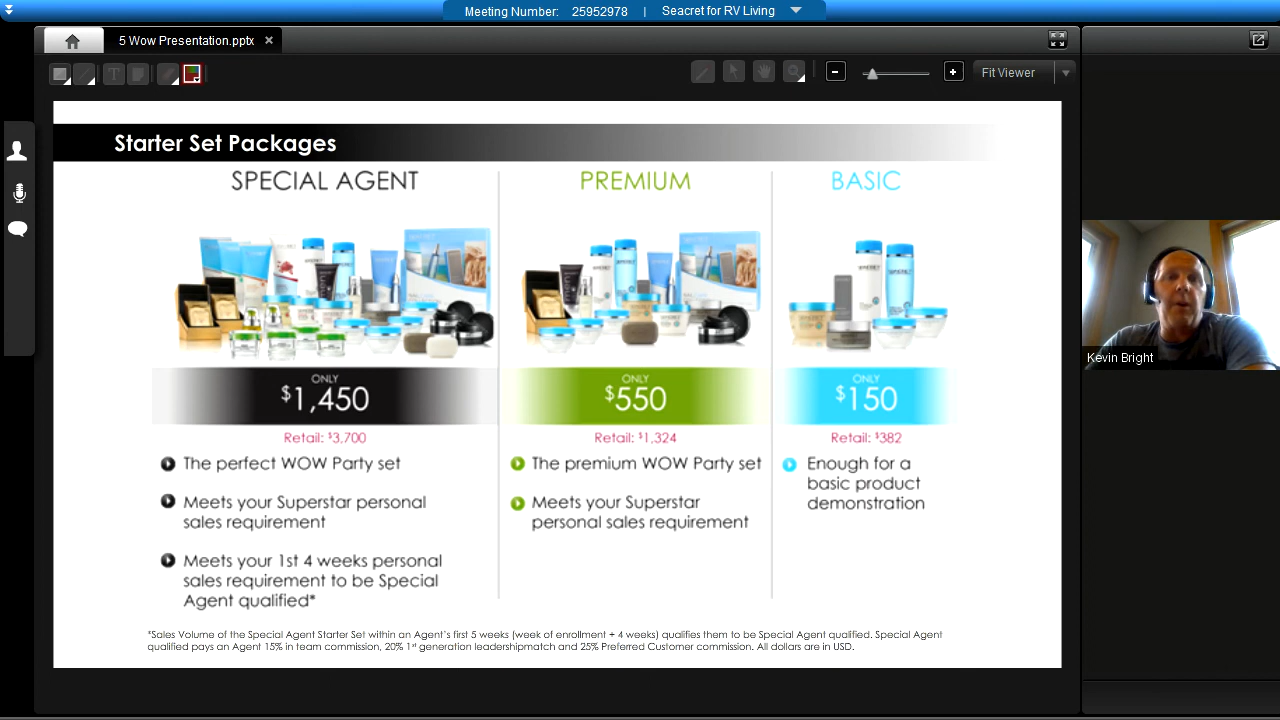 Meeting Number: 25952978 | Seacret for RV Living
5 Wow Presentation.pptx
T
Fit Viewer
Starter Set Packages
SPECIAL AGENT
PREMIUM
BASIC
ONLY
$1,450
Retail: $3,700
The perfect WOW Party set
Meets your Superstar personal
sales requirement
Meets your 1st 4 weeks personal
sales requirement to be Special
Agent qualified*
ONLY
$550
Retail: $1,324
The premium WOW Party set
Meets your Superstar
personal sales requirement
ONLY
$150
Retail: $382
Enough for a
basic product
demonstration
*Sales Volume of the Special Agent Starter Set within an Agent's first 5 weeks (week of enrollment + 4 weeks) qualifies them to be Special Agent qualified. Special Agent
qualified pays an Agent 15% in team commission, 20% 1st generation leadershipmatch and 25% Preferred Customer commission. All dollars are in USD.
Kevin Bright